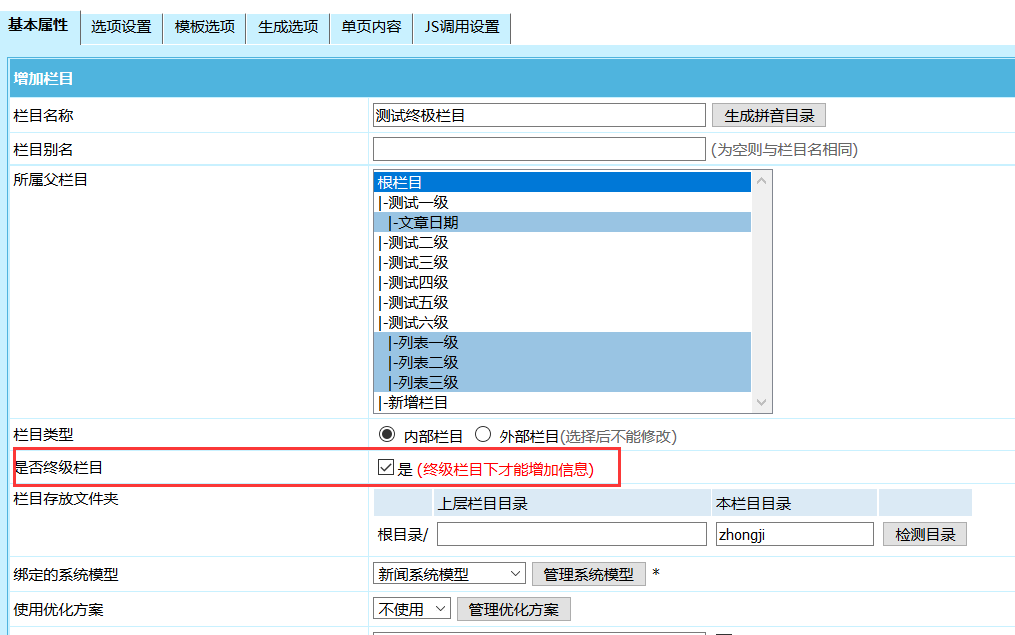 基本属性 选项设置 模板选项 生成选项 单页内容 JS调用设置
增加栏目
栏目名称 测试终极栏目 生成拼音目录
栏目别名 (为空则与栏目名相同)
所属父栏目 根栏目
|-测试一级
|-文章日期
|-测试二级
|-测试三级
|-测试四级
|-测试五级
|-测试六级
|-列表一级
|-列表二级
|-列表三级
|-新增栏目
栏目类型 内部栏目 外部栏目(选择后不能修改)
是否终级栏目 是 (终级栏目下才能增加信息)
栏目存放文件夹 上层栏目目录 本栏目目录
根目录/ zhongji 检测目录
绑定的系统模型 新闻系统模型 管理系统模型 *
使用优化方案 不使用 管理优化方案